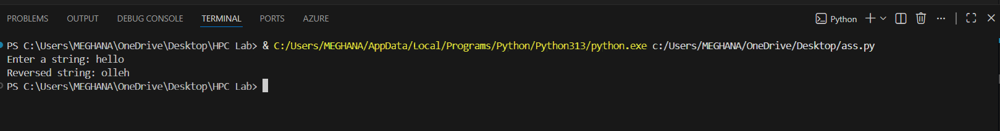 PROBLEMS OUTPUT DEBUG CONSOLE TERMINAL PORTS AZURE Python
PS C:\Users\MEGHANA\OneDrive\Desktop\HPC Lab> & C:/Users/MEGHANA/AppData/Local/Programs/Python/Python313/python.exe c:/Users/MEGHANA/OneDrive/Desktop/ass.py
Enter a string: hello
Reversed string: olleh
PS C:\Users\MEGHANA\OneDrive\Desktop\HPC Lab>